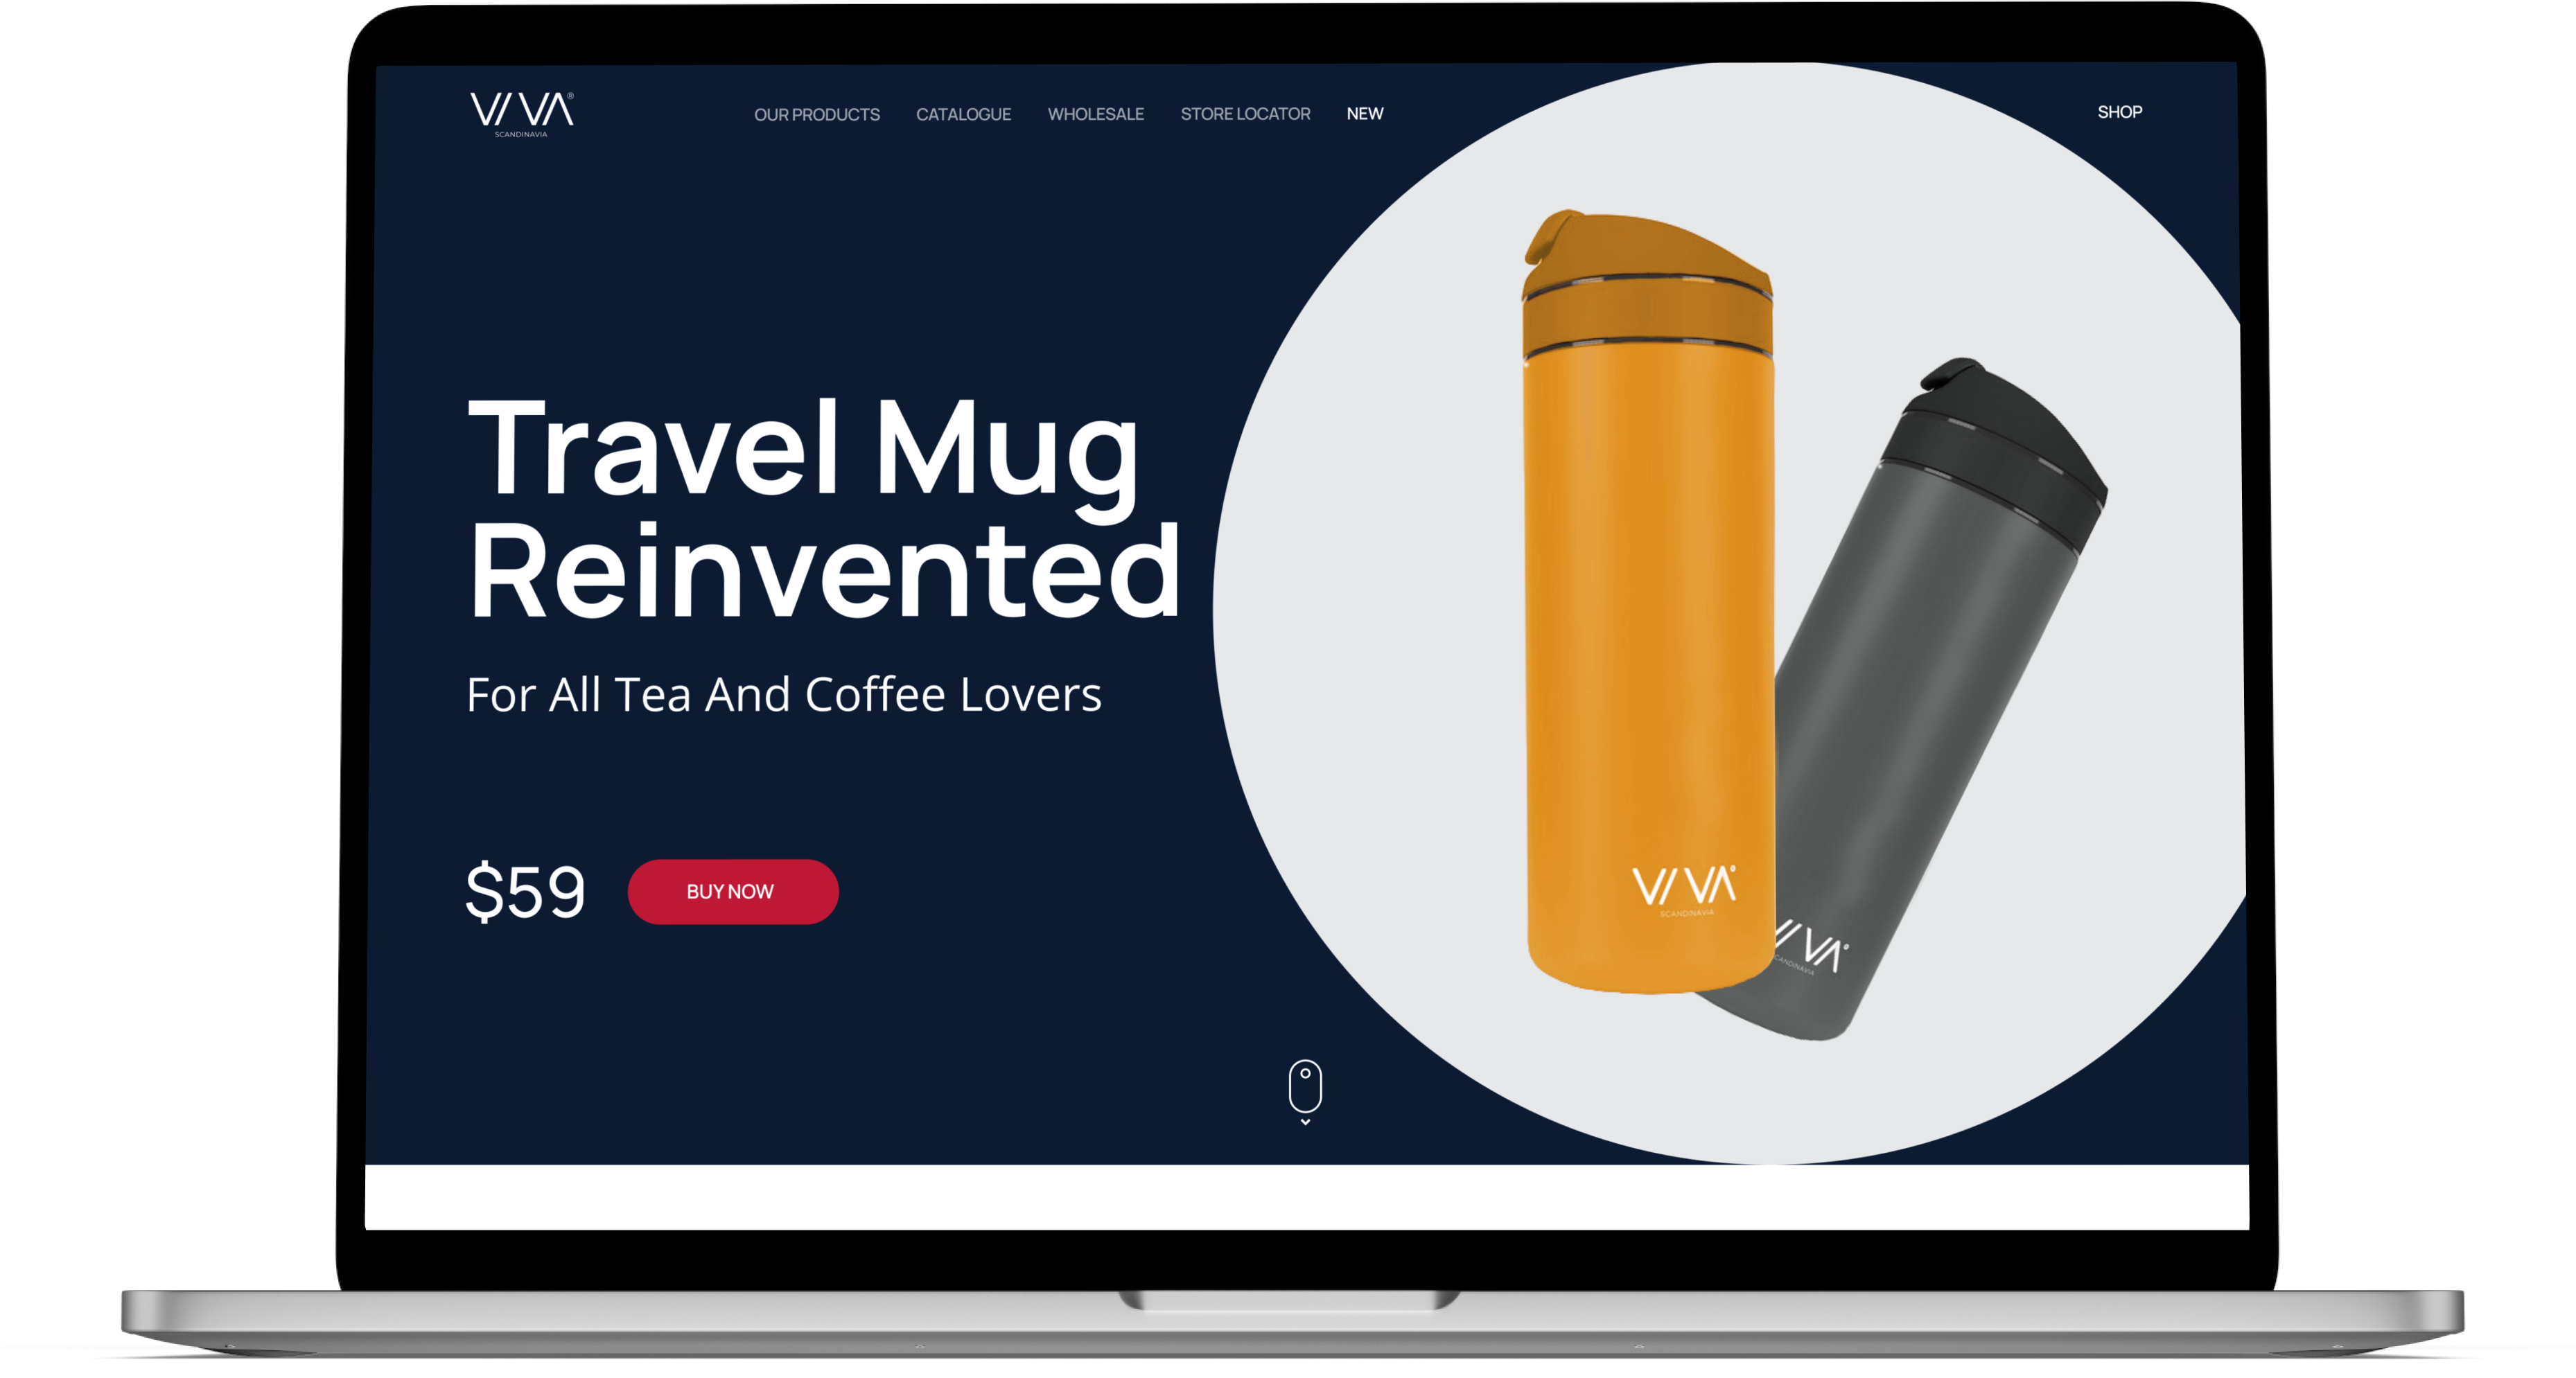 VIVA®
SCANDINAVIA
OUR PRODUCTS CATALOGUE WHOLESALE STORE LOCATOR NEW SHOP
Travel Mug
Reinvented
For All Tea And Coffee Lovers
$59 BUY NOW
VIVA®
SCANDINAVIA
VIVA®
CANDINAVIA